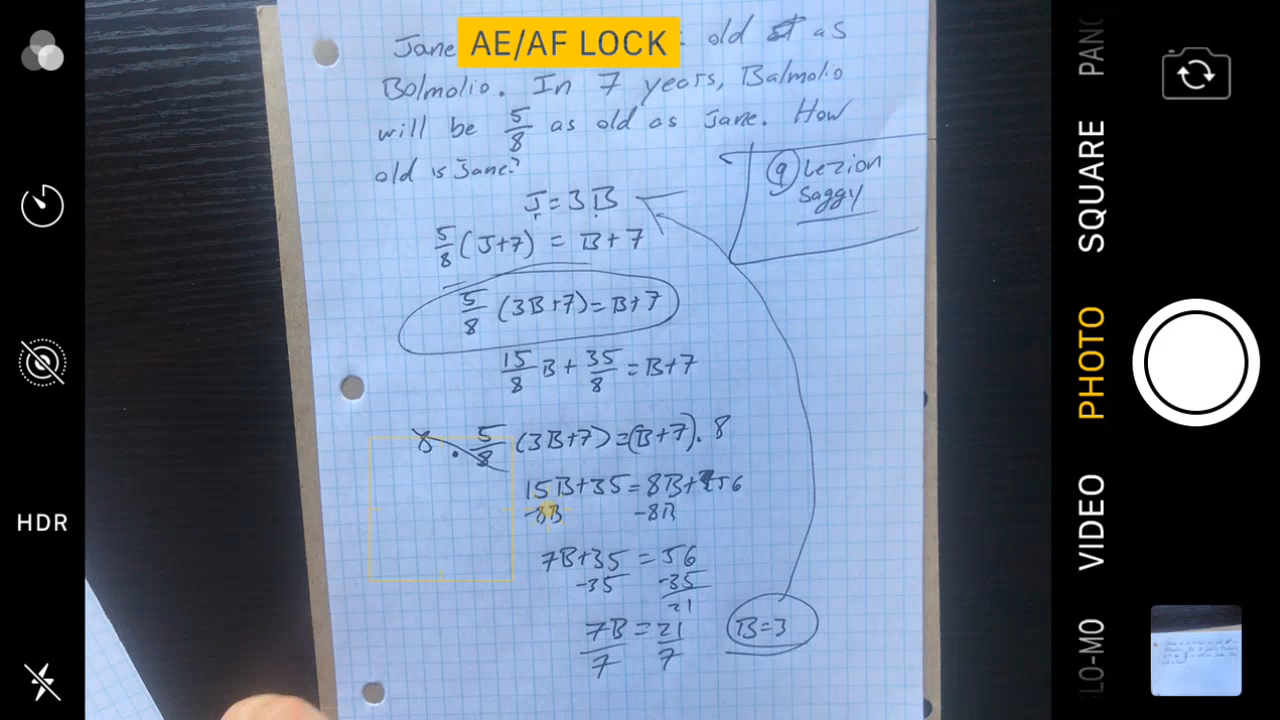 AE/AF LOCK
Jane old as
Bolmolio. In 7 years, Balmolio
will be 5/8 as old as Jane. How
old is Jane?
9 Lezion
Saggy
J = 3B
5/8 (J+7) = B+7
5/8 (3B+7) = B+7
15/8 B + 35/8 = B+7
8 . 5/8 (3B+7) = (B+7) . 8
15B+35 = 8B+56
-8B -8B
7B+35 = 56
-35 -35
21
7B = 21
7 7
B=3
HDR
PANO
SQUARE
PHOTO
VIDEO
LO-MO